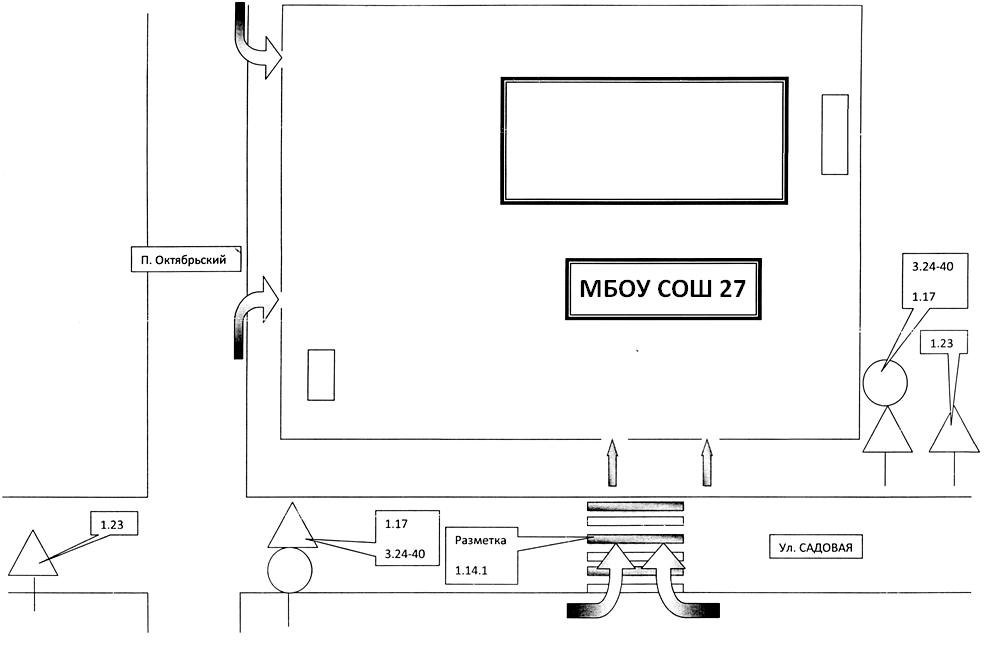 П. Октябрьский
МБОУ СОШ 27
3.24-40
1.17
1.23
1.23
1.17
3.24-40
Разметка
1.14.1
Ул. САДОВАЯ